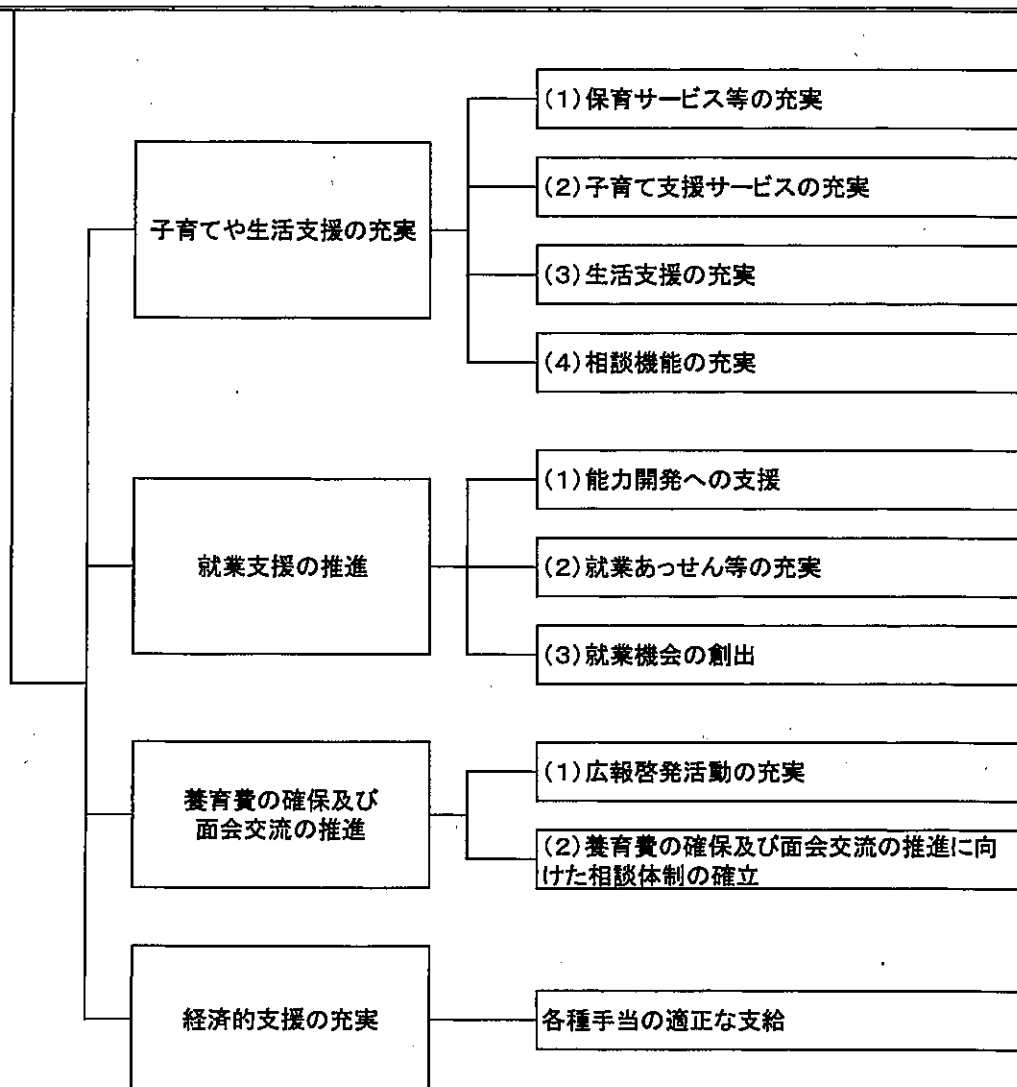 子育てや生活支援の充実
(1)保育サービス等の充実
(2)子育て支援サービスの充実
(3)生活支援の充実
(4)相談機能の充実
就業支援の推進
(1)能力開発への支援
(2)就業あっせん等の充実
(3)就業機会の創出
養育費の確保及び
面会交流の推進
(1)広報啓発活動の充実
(2)養育費の確保及び面会交流の推進に向
けた相談体制の確立
経済的支援の充実
各種手当の適正な支給